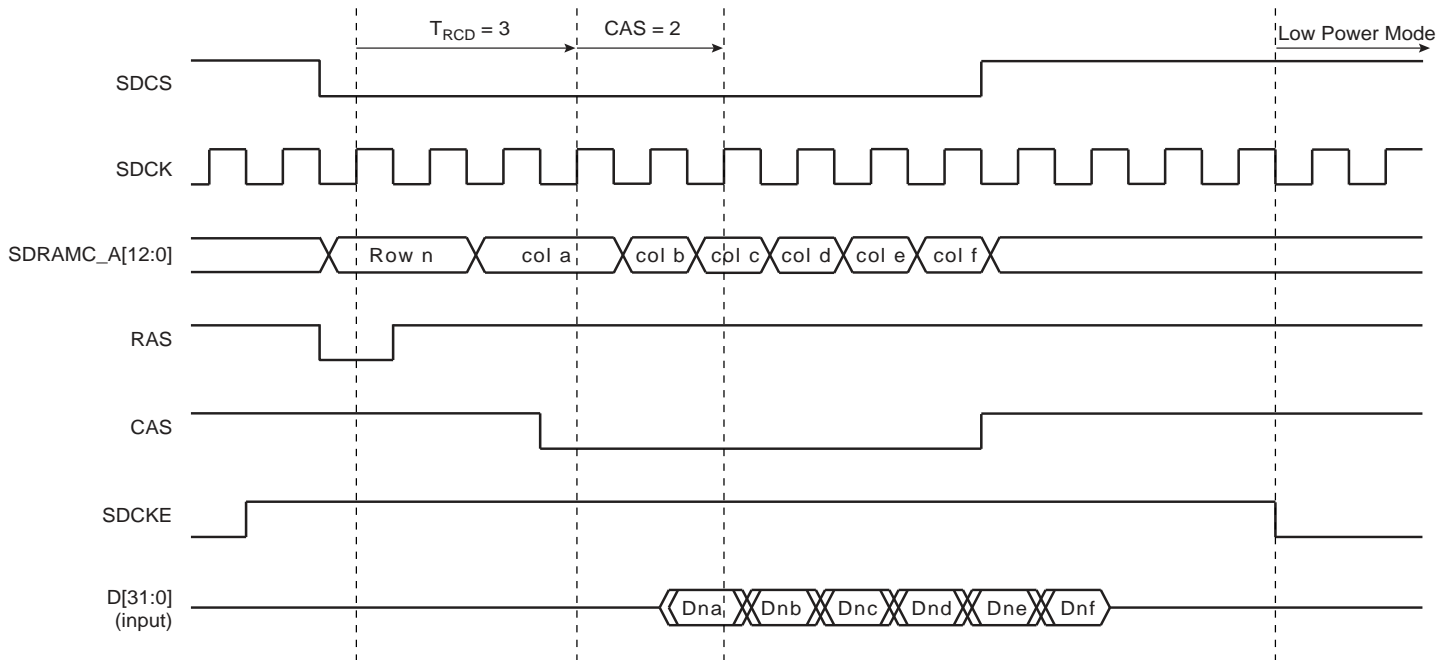 T_RCD = 3
CAS = 2
Low Power Mode
SDCS
SDCK
SDRAMC_A[12:0]
Row n
col a
col b
col c
col d
col e
col f
RAS
CAS
SDCKE
D[31:0]
(input)
Dna
Dnb
Dnc
Dnd
Dne
Dnf